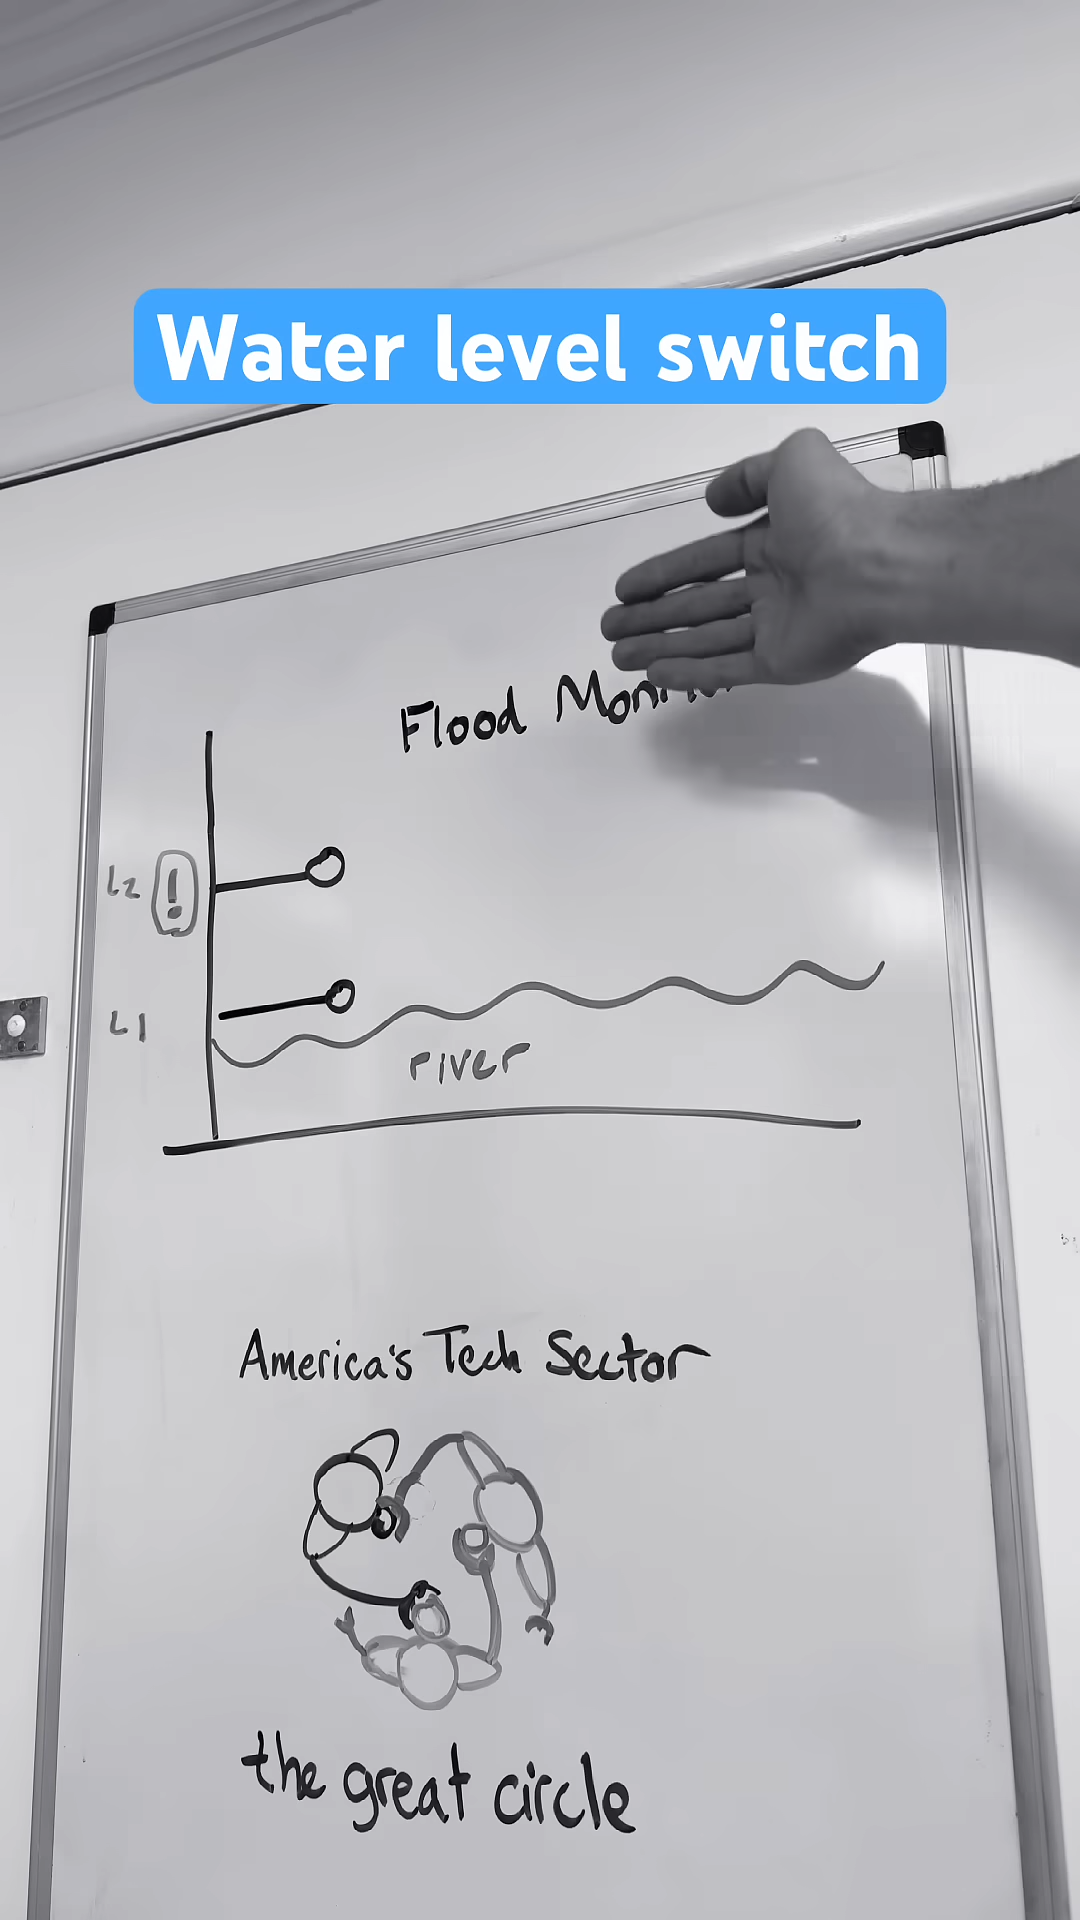 Water level switch
Flood
L2 !
L1
river
America's Tech Sector
the great circle